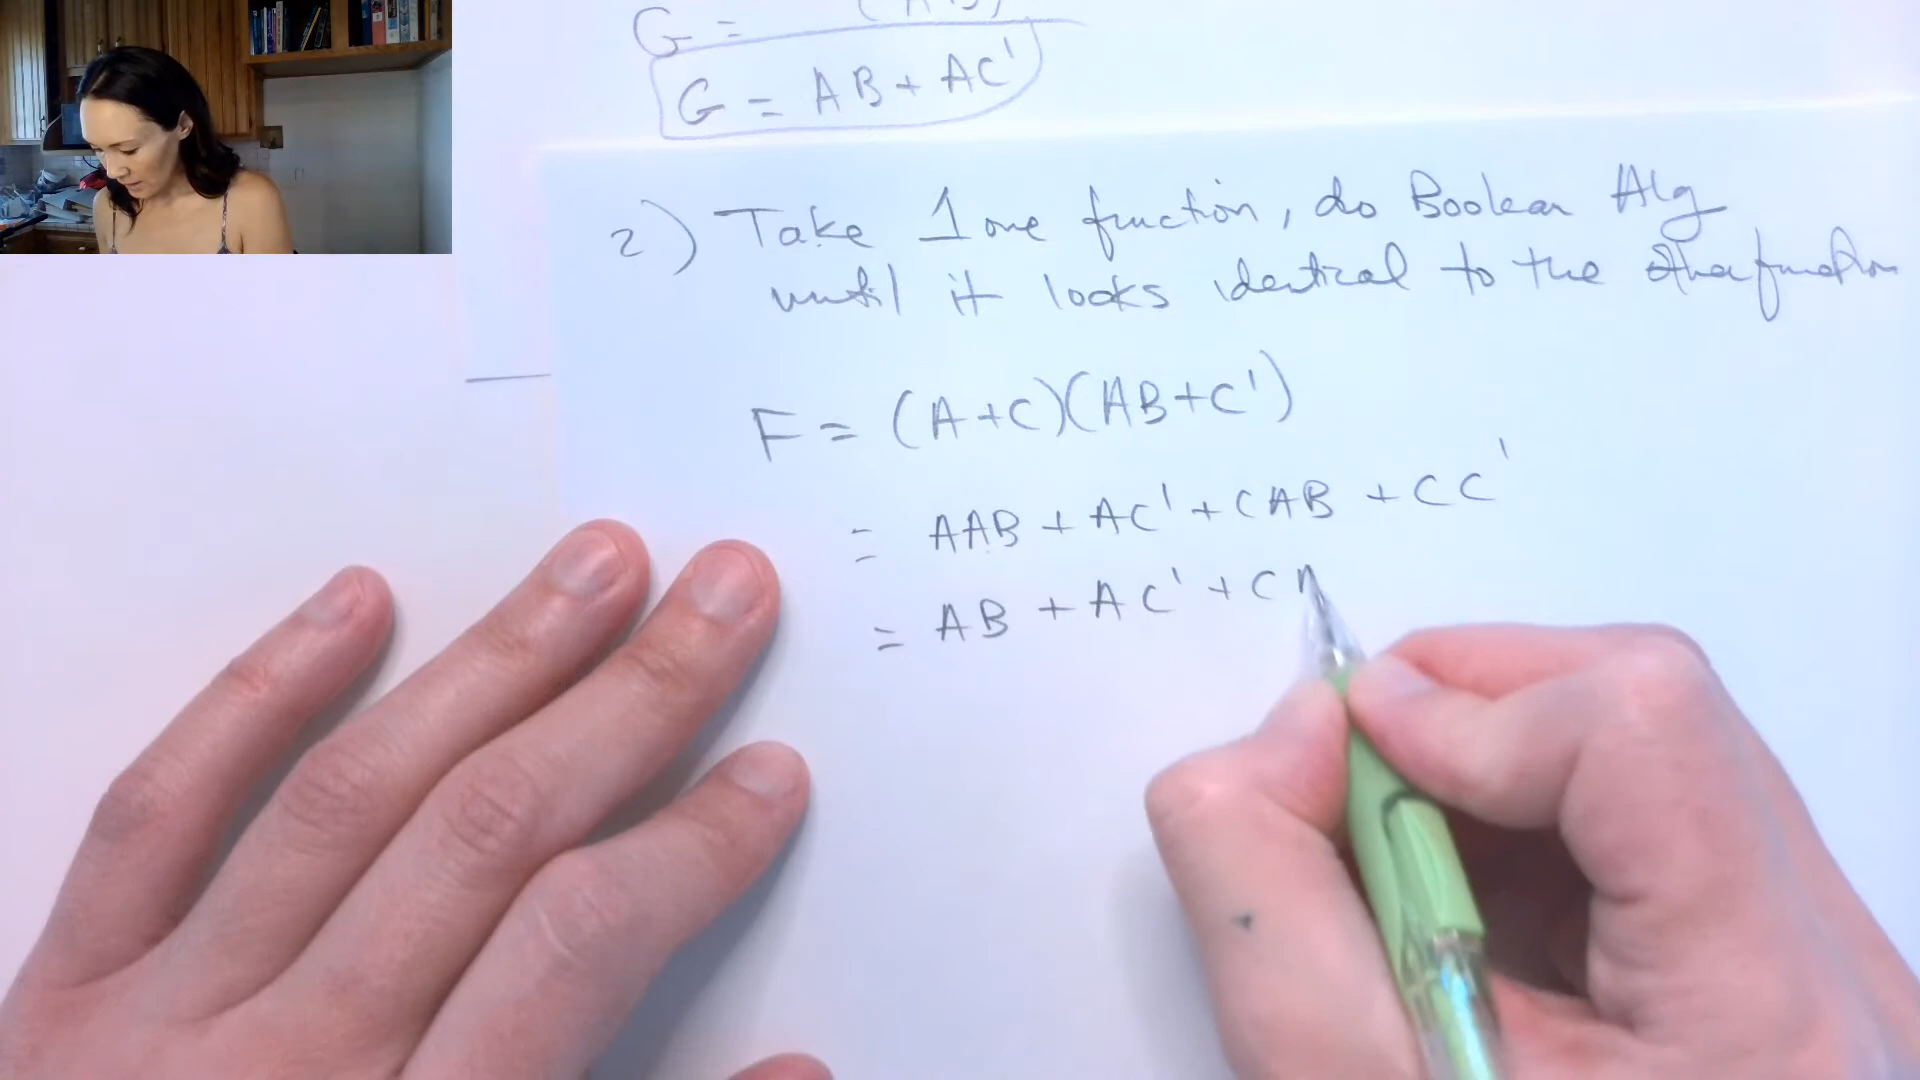 G =
G = AB + AC'
2) Take 1 one function, do Boolean Alg
until it looks identical to the other function
F = (A+C)(AB+C')
= AAB + AC' + CAB + CC'
= AB + AC' + C